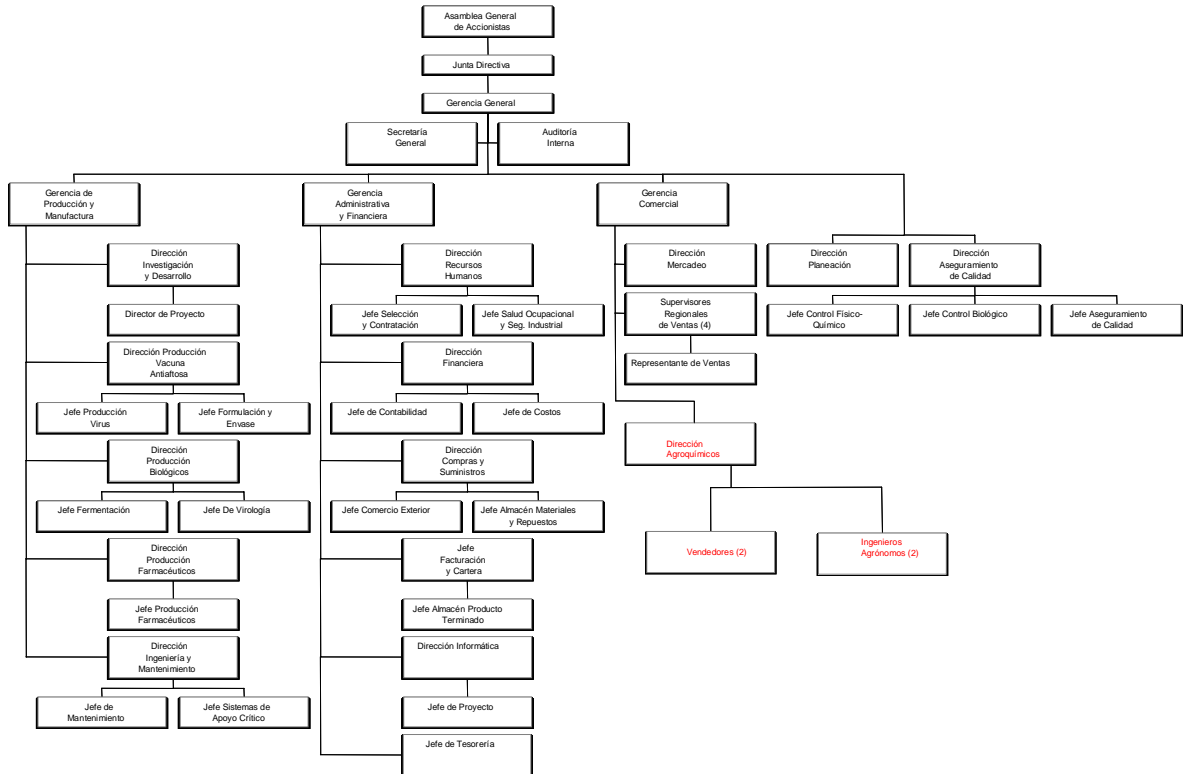 Asamblea General
de Accionistas
Junta Directiva
Gerencia General
Secretaría
General
Auditoría
Interna
Gerencia de
Producción y
Manufactura
Gerencia
Administrativa
y Financiera
Gerencia
Comercial
Dirección
Investigación
y Desarrollo
Director de Proyecto
Dirección Producción
Vacuna
Antiaftosa
Jefe Producción
Virus
Jefe Formulación y
Envase
Dirección
Producción
Biológicos
Jefe Fermentación
Jefe De Virología
Dirección
Producción
Farmacéuticos
Jefe Producción
Farmacéuticos
Dirección
Ingeniería y
Mantenimiento
Jefe de
Mantenimiento
Jefe Sistemas de
Apoyo Crítico
Dirección
Recursos
Humanos
Jefe Selección
y Contratación
Jefe Salud Ocupacional
y Seg. Industrial
Dirección
Financiera
Jefe de Contabilidad
Jefe de Costos
Dirección
Compras y
Suministros
Jefe Comercio Exterior
Jefe Almacén Materiales
y Repuestos
Jefe
Facturación
y Cartera
Jefe Almacén Producto
Terminado
Dirección Informática
Jefe de Proyecto
Jefe de Tesorería
Dirección
Mercadeo
Supervisores
Regionales
de Ventas (4)
Representante de Ventas
Dirección
Agroquímicos
Vendedores (2)
Ingenieros
Agrónomos (2)
Dirección
Planeación
Dirección
Aseguramiento
de Calidad
Jefe Control Físico-
Químico
Jefe Control Biológico
Jefe Aseguramiento
de Calidad